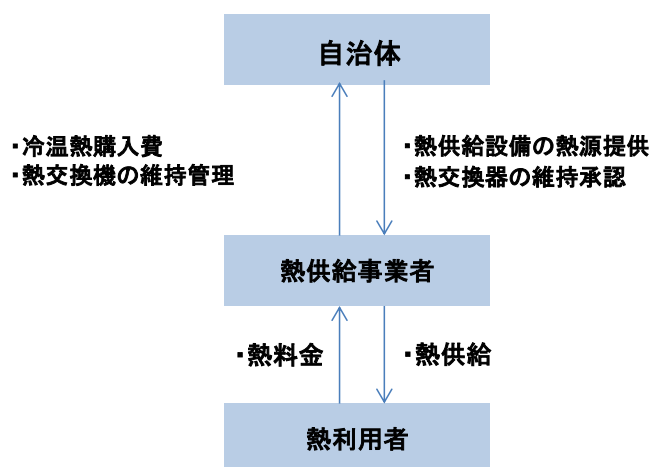 自治体
・冷温熱購入費
・熱交換機の維持管理
・熱供給設備の熱源提供
・熱交換器の維持承認
熱供給事業者
・熱料金
・熱供給
熱利用者